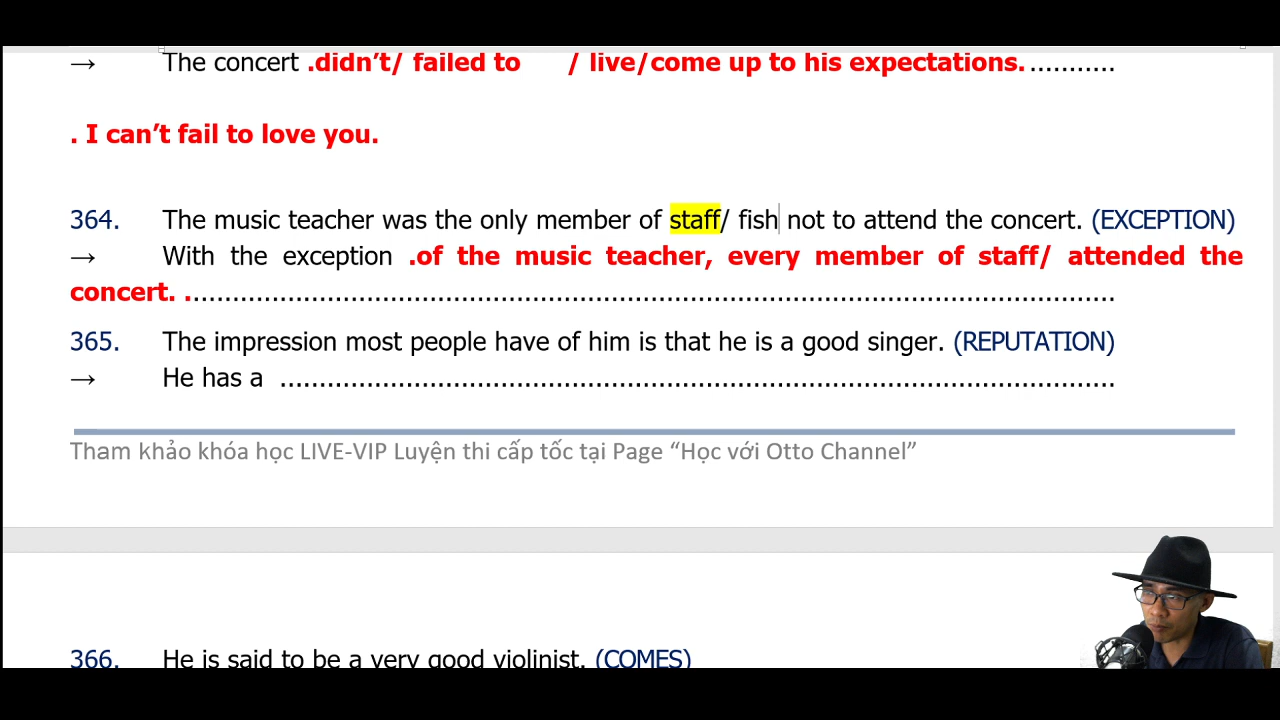 → The concert .didn’t/ failed to / live/come up to his expectations............
. I can’t fail to love you.
364. The music teacher was the only member of staff/ fish not to attend the concert. (EXCEPTION)
→ With the exception .of the music teacher, every member of staff/ attended the
concert. ......................................................................................................................
365. The impression most people have of him is that he is a good singer. (REPUTATION)
→ He has a ..........................................................................................................
Tham khảo khóa học LIVE-VIP Luyện thi cấp tốc tại Page “Học với Otto Channel”
366. He is said to be a very good violinist. (COMES)